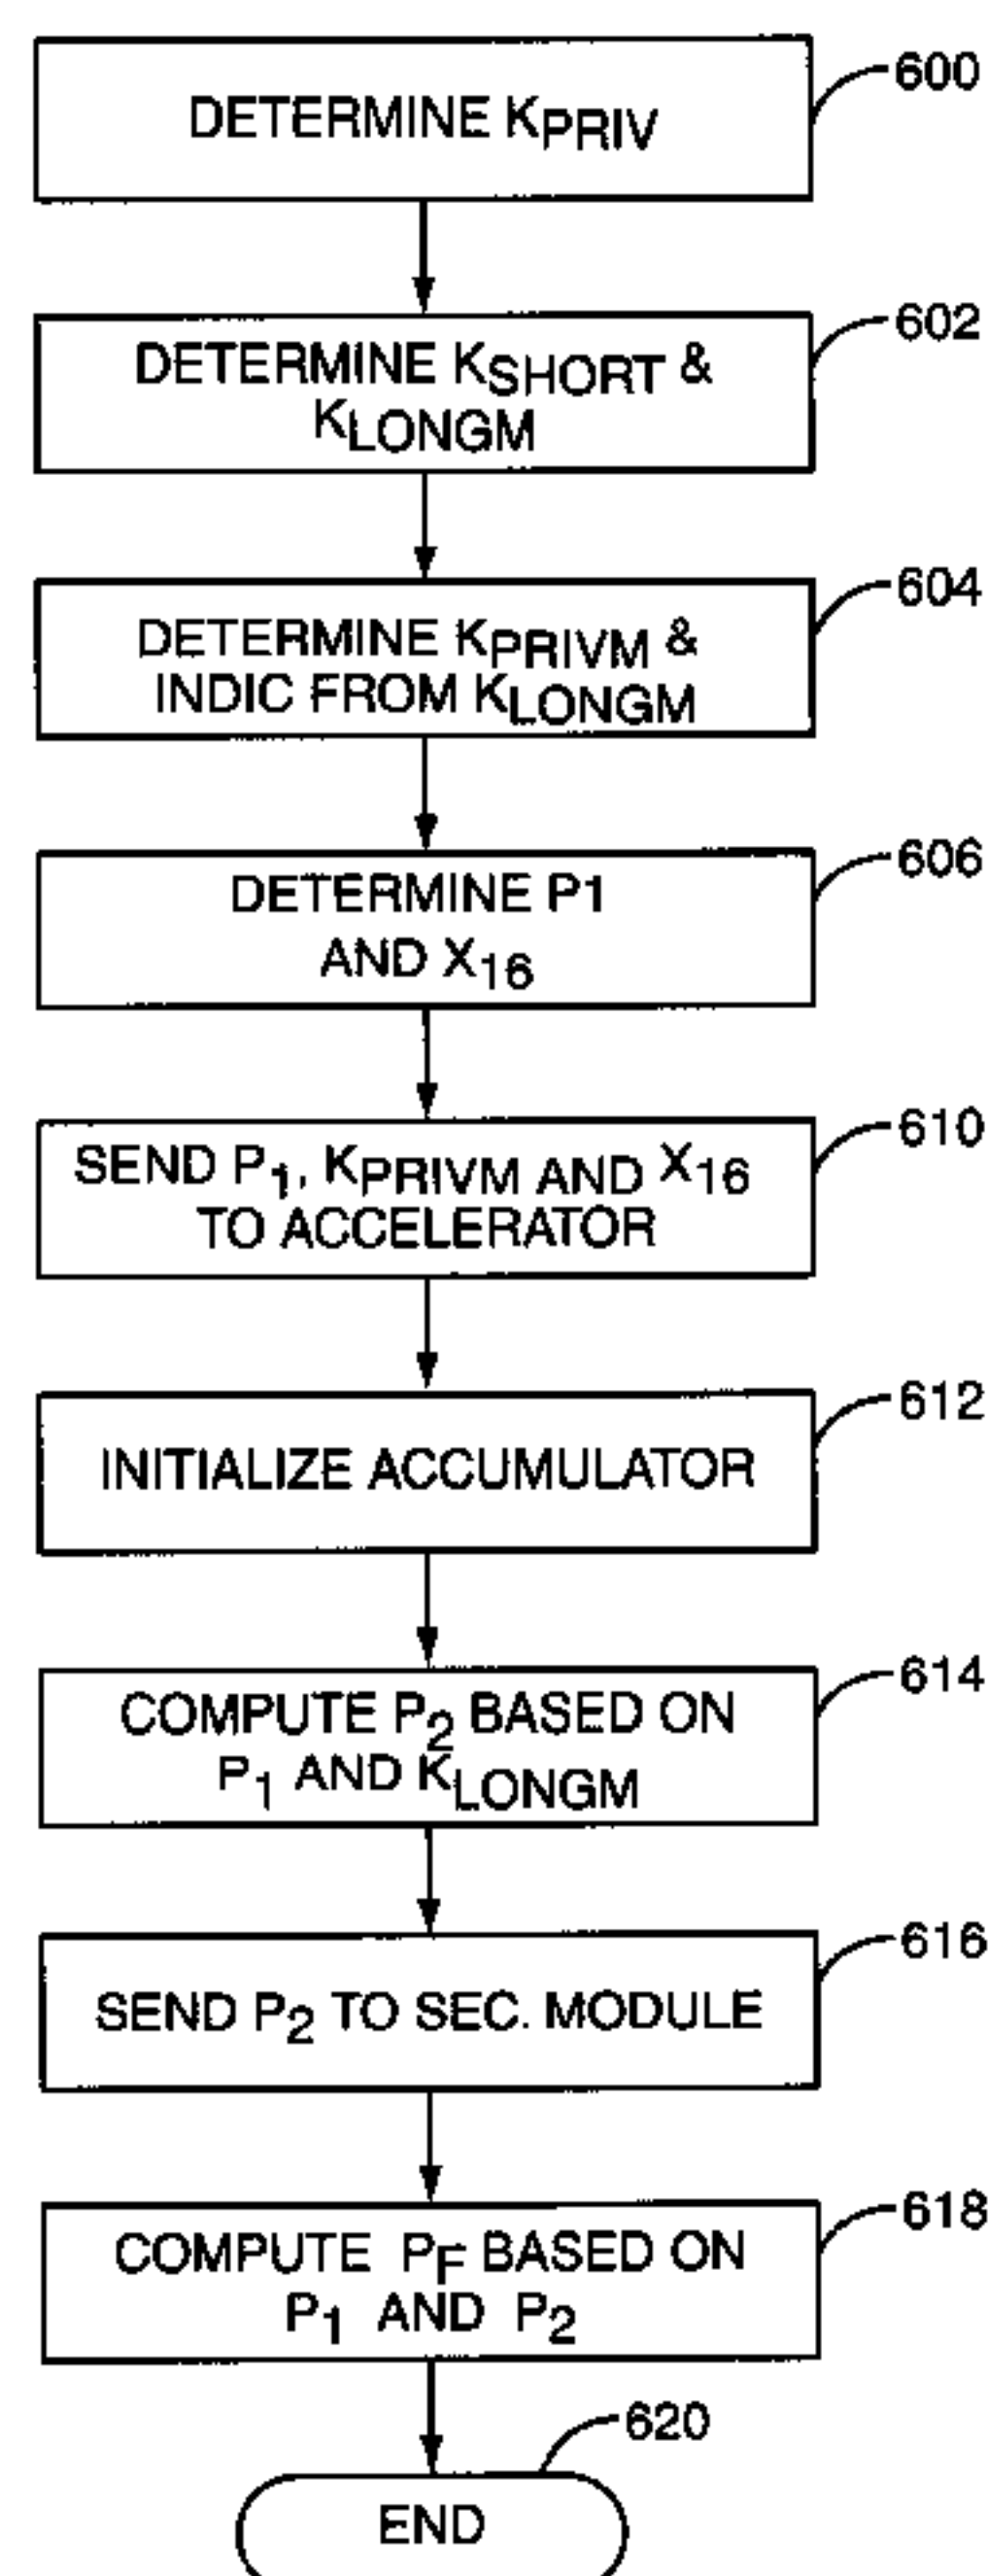 DETERMINE KPRIV
600
DETERMINE KSHORT &
KLONGM
602
DETERMINE KPRIVM &
INDIC FROM KLONGM
604
DETERMINE P1
AND X16
606
SEND P1, KPRIVM AND X16
TO ACCELERATOR
610
INITIALIZE ACCUMULATOR
612
COMPUTE P2 BASED ON
P1 AND KLONGM
614
SEND P2 TO SEC. MODULE
616
COMPUTE PF BASED ON
P1 AND P2
618
620
END